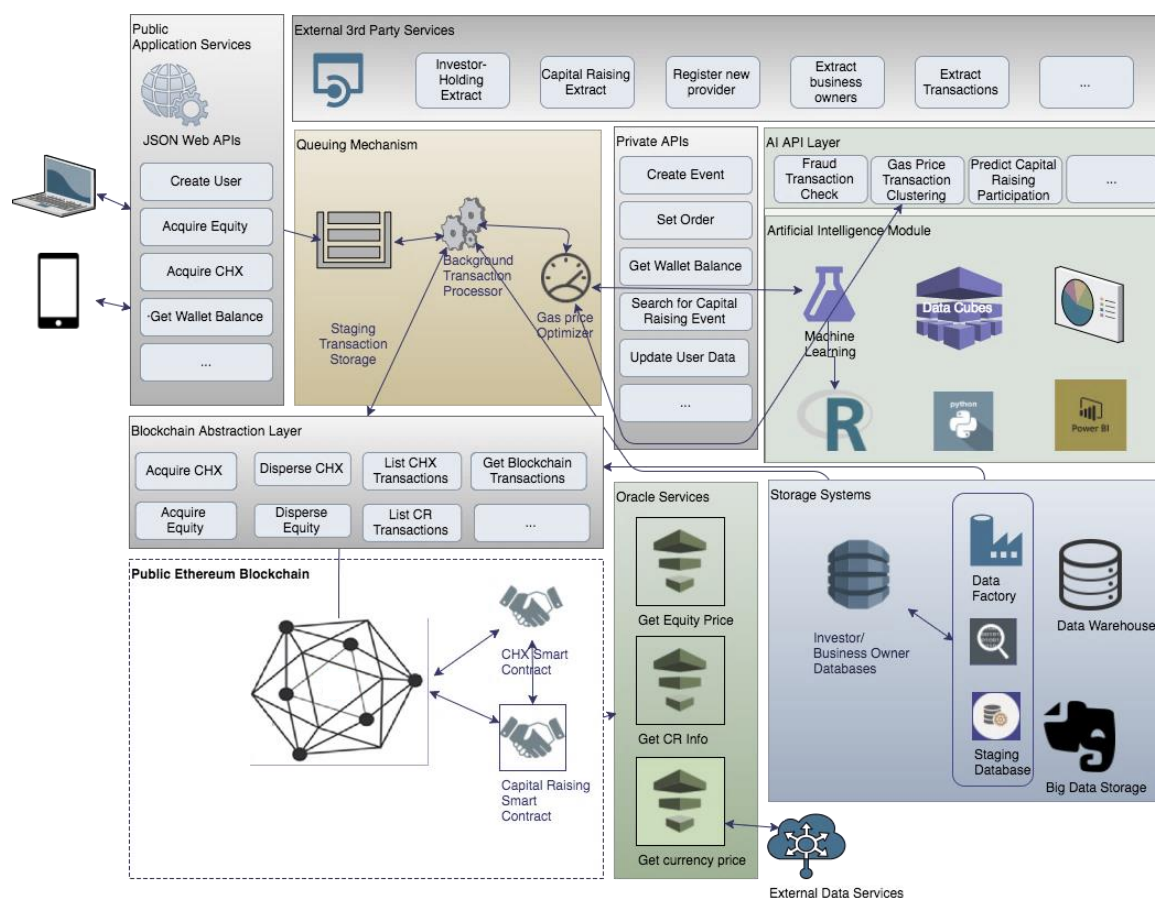 Public
Application Services
JSON Web APIs
Create User
Acquire Equity
Acquire CHX
·Get Wallet Balance
...
External 3rd Party Services
Investor-
Holding
Extract
Capital Raising
Extract
Register new
provider
Extract
business
owners
Extract
Transactions
...
Queuing Mechanism
Background
Transaction
Processor
Staging
Transaction
Storage
Gas price
Optimizer
Private APIs
Create Event
Set Order
Get Wallet Balance
Search for Capital
Raising Event
Update User Data
...
AI API Layer
Fraud
Transaction
Check
Gas Price
Transaction
Clustering
Predict Capital
Raising
Participation
...
Artificial Intelligence Module
Machine
Learning
Data Cubes
R
python
Power BI
Blockchain Abstraction Layer
Acquire CHX
Disperse CHX
List CHX
Transactions
Get Blockchain
Transactions
Acquire
Equity
Disperse
Equity
List CR
Transactions
...
Public Ethereum Blockchain
CHX Smart
Contract
Capital Raising
Smart
Contract
Oracle Services
Get Equity Price
Get CR Info
Get currency price
Storage Systems
Investor/
Business Owner
Databases
Data
Factory
Staging
Database
Data Warehouse
Big Data Storage
External Data Services